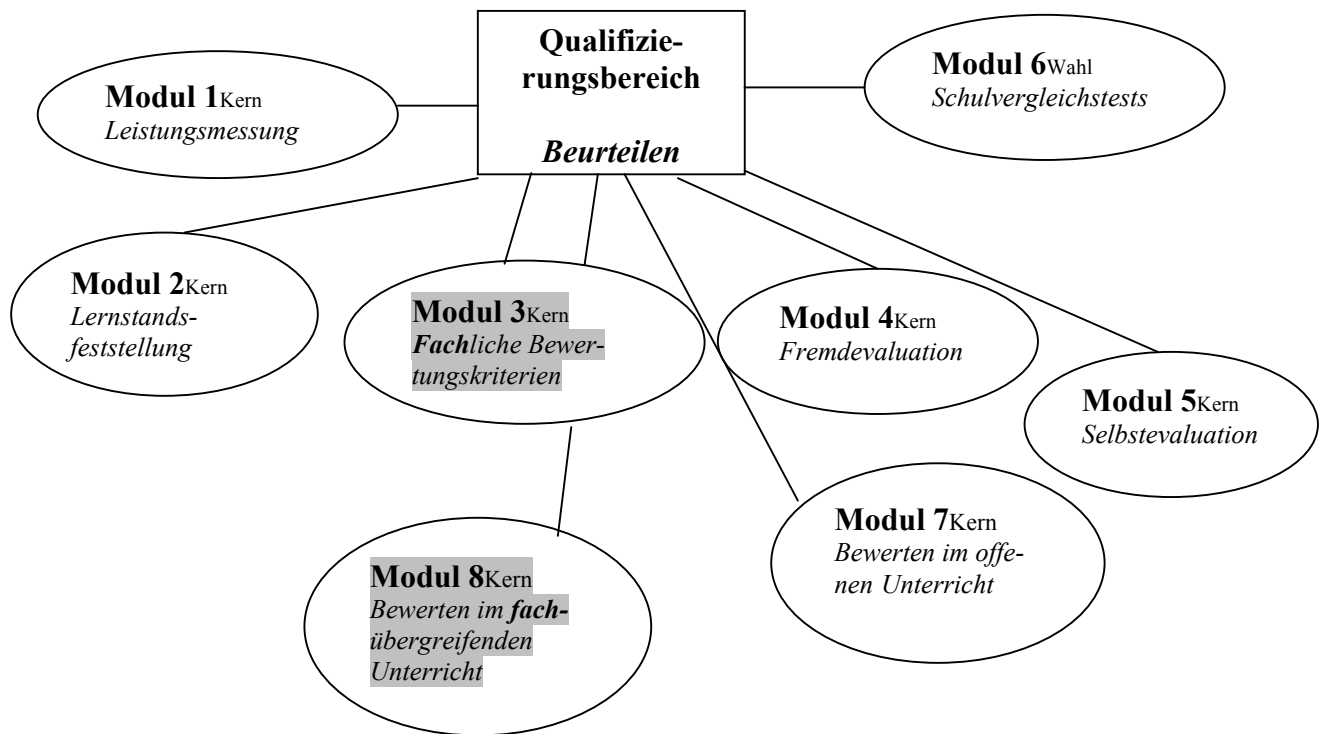 Qualifizie-
rungsbereich
Beurteilen
Modul 1Kern
Leistungsmessung
Modul 6Wahl
Schulvergleichstests
Modul 2Kern
Lernstands-
feststellung
Modul 3Kern
Fachliche Bewer-
tungskriterien
Modul 4Kern
Fremdevaluation
Modul 5Kern
Selbstevaluation
Modul 7Kern
Bewerten im offe-
nen Unterricht
Modul 8Kern
Bewerten im fach-
übergreifenden
Unterricht